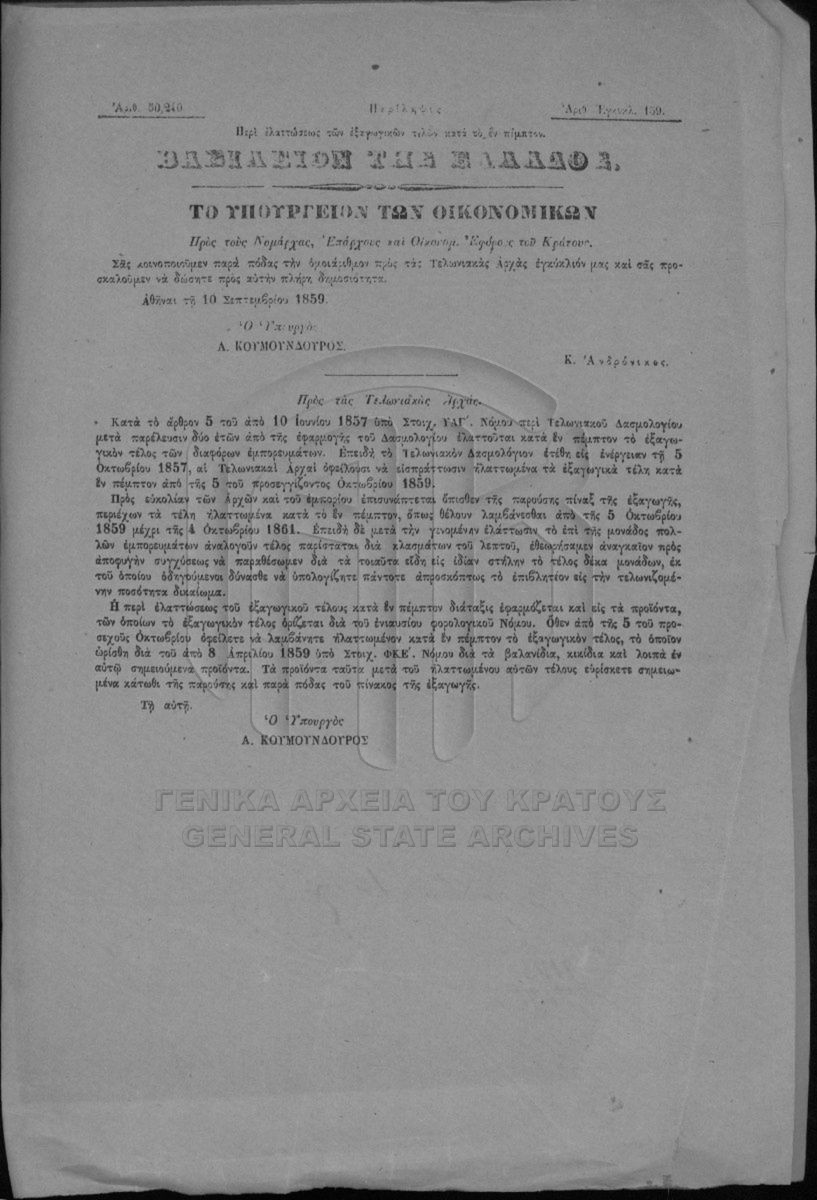 Ἀριθ. 50,240 Περίληψις Ἀριθ. Ἐγκυκλ. 159.
Περὶ ἐλαττώσεως τῶν ἐξαγωγικῶν τελῶν κατὰ τὸ ἓν πέμπτον.
ΒΑΣΙΛΕΙΟΝ ΤΗΣ ΕΛΛΑΔΟΣ.
ΤΟ ΥΠΟΥΡΓΕΙΟΝ ΤΩΝ ΟΙΚΟΝΟΜΙΚΩΝ
Πρὸς τοὺς Νομάρχας, Ἐπάρχους καὶ Οἰκονομ. Ἐφόρους τοῦ Κράτους.
Σᾶς κοινοποιοῦμεν παρὰ πόδας τὴν ὁμοιάριθμον πρὸς τὰς Τελωνιακὰς Ἀρχὰς ἐγκύκλιόν μας καὶ σᾶς προσ-
σκαλοῦμεν νὰ δώσητε πρὸς αὐτὴν πλήρη δημοσιότητα.
Ἀθῆναι τῇ 10 Σεπτεμβρίου 1859.
Ὁ Ὑπουργὸς
Α. ΚΟΥΜΟΥΝΔΟΥΡΟΣ.
Κ. Ἀνδρόνικος.
Πρὸς τὰς Τελωνιακὰς Ἀρχάς.
Κατὰ τὸ ἄρθρον 5 τοῦ ἀπὸ 10 Ιουνίου 1857 ὑπὸ Στοιχ. ΥΑΓ΄. Νόμου περὶ Τελωνιακοῦ Δασμολογίου
μετὰ παρέλευσιν δύο ἐτῶν ἀπὸ τῆς ἐφαρμογῆς τοῦ Δασμολογίου ἐλαττοῦται κατὰ ἓν πέμπτον τὸ ἐξαγω-
γικὸν τέλος τῶν διαφόρων ἐμπορευμάτων. Ἐπειδὴ τὸ Τελωνιακὸν Δασμολόγιον ἐτέθη εἰς ἐνέργειαν τῇ 5
Οκτωβρίου 1857, αἱ Τελωνιακαὶ Ἀρχαὶ ὀφείλουσι νὰ εἰσπράττωσιν ἠλαττωμένα τὰ ἐξαγωγικὰ τέλη κατὰ
ἓν πέμπτον ἀπὸ τῆς 5 τοῦ προσεγγίζοντος Οκτωβρίου 1859.
Πρὸς εὐκολίαν τῶν Ἀρχῶν καὶ τοῦ ἐμπορίου ἐπισυνάπτεται ὄπισθεν τῆς παρούσης πίναξ τῆς ἐξαγωγῆς,
περιέχων τὰ τέλη ἠλαττωμένα κατὰ τὸ ἓν πέμπτον, ὅπως θέλουν λαμβάνεσθαι ἀπὸ τῆς 5 Οκτωβρίου
1859 μέχρι τῆς 4 Οκτωβρίου 1861. Ἐπειδὴ δὲ μετὰ τὴν γενομένην ἐλάττωσιν τὸ ἐπὶ τῆς μονάδος πολ-
λῶν ἐμπορευμάτων ἀναλογοῦν τέλος παρίσταται διὰ κλασμάτων τοῦ λεπτοῦ, ἐθεωρήσαμεν ἀναγκαῖον πρὸς
ἀποφυγὴν συγχύσεως νὰ παραθέσωμεν διὰ τὰ τοιαῦτα εἴδη εἰς ἰδίαν στήλην τὸ τέλος δέκα μονάδων, ἐκ
τοῦ ὁποίου ὁδηγούμενοι δύνασθε νὰ ὑπολογίζητε πάντοτε ἀπροσκόπτως τὸ ἐπιβλητέον εἰς τὴν τελωνιζομέ-
νην ποσότητα δικαίωμα.
Η περὶ ἐλαττώσεως τοῦ ἐξαγωγικοῦ τέλους κατὰ ἓν πέμπτον διάταξις ἐφαρμόζεται καὶ εἰς τὰ προϊόντα,
τῶν ὁποίων τὸ ἐξαγωγικὸν τέλος ὁρίζεται διὰ τοῦ ἐνιαυσίου φορολογικοῦ Νόμου. Ὅθεν ἀπὸ τῆς 5 τοῦ προ-
σεχοῦς Οκτωβρίου ὀφείλετε νὰ λαμβάνητε ἠλαττωμένον κατὰ ἓν πέμπτον τὸ ἐξαγωγικὸν τέλος, τὸ ὁποῖον
ὡρίσθη διὰ τοῦ ἀπὸ 8 Απριλίου 1859 ὑπὸ Στοιχ. ΦΚΕ΄. Νόμου διὰ τὰ βαλανίδια, κικίδια καὶ λοιπὰ ἐν
αὐτῷ σημειούμενα προϊόντα. Τὰ προϊόντα ταῦτα μετὰ τοῦ ἠλαττωμένου αὐτῶν τέλους εὑρίσκετε σημειω-
μένα κάτωθι τῆς παρούσης καὶ παρὰ πόδας τοῦ πίνακος τῆς ἐξαγωγῆς.
Τῇ αὐτῇ.
Ὁ Ὑπουργὸς
Α. ΚΟΥΜΟΥΝΔΟΥΡΟΣ
ΓΕΝΙΚΑ ΑΡΧΕΙΑ ΤΟΥ ΚΡΑΤΟΥΣ
GENERAL STATE ARCHIVES